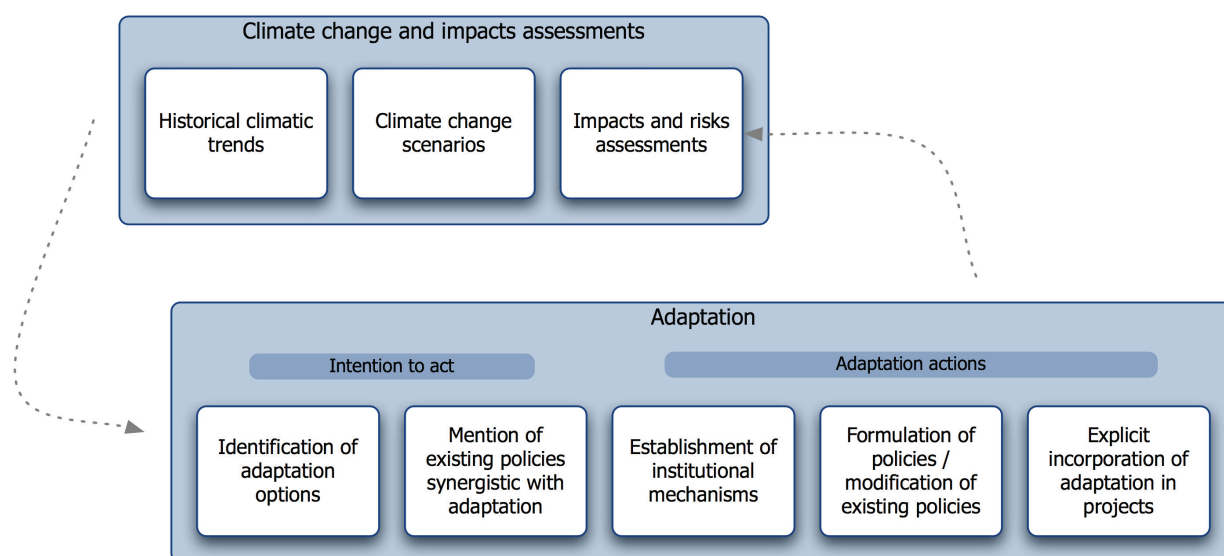 Climate change and impacts assessments
Historical climatic
trends
Climate change
scenarios
Impacts and risks
assessments
Adaptation
Intention to act
Adaptation actions
Identification of
adaptation
options
Mention of
existing policies
synergistic with
adaptation
Establishment of
institutional
mechanisms
Formulation of
policies /
modification of
existing policies
Explicit
incorporation of
adaptation in
projects